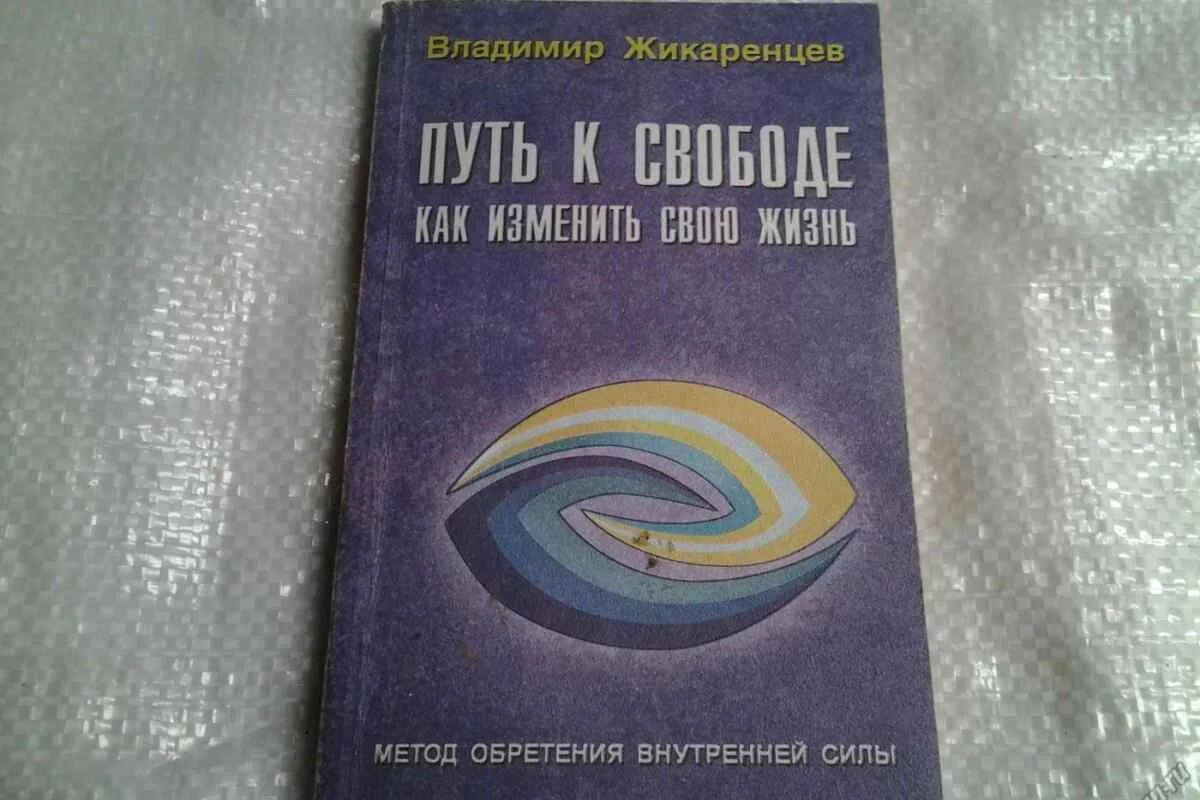 Владимир Жикаренцев
ПУТЬ К СВОБОДЕ
КАК ИЗМЕНИТЬ СВОЮ ЖИЗНЬ
МЕТОД ОБРЕТЕНИЯ ВНУТРЕННЕЙ СИЛЫ